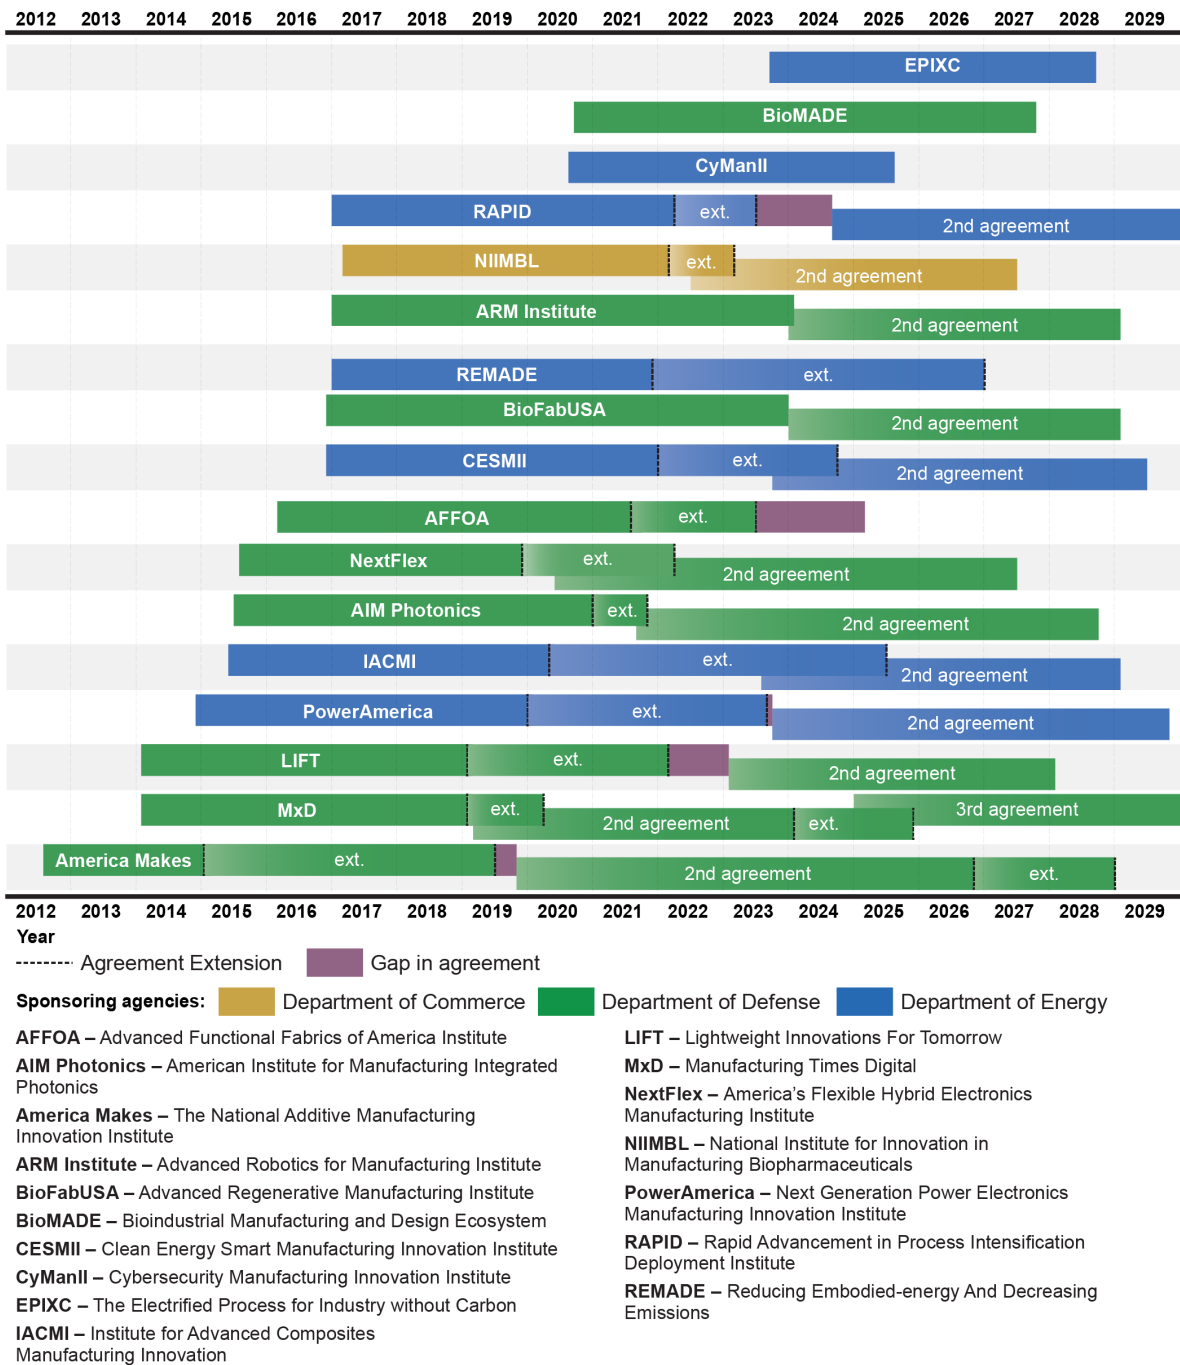 2012 2013 2014 2015 2016 2017 2018 2019 2020 2021 2022 2023 2024 2025 2026 2027 2028 2029
EPIXC
BioMADE
CyManII
RAPID ext.
2nd agreement
NIIMBL ext.
2nd agreement
ARM Institute
2nd agreement
REMADE ext.
BioFabUSA
2nd agreement
CESMII ext.
2nd agreement
AFFOA ext.
NextFlex ext.
2nd agreement
AIM Photonics ext.
2nd agreement
IACMI ext.
2nd agreement
PowerAmerica ext.
2nd agreement
LIFT ext.
2nd agreement
MxD ext. 3rd agreement
2nd agreement ext.
America Makes ext.
2nd agreement ext.
2012 2013 2014 2015 2016 2017 2018 2019 2020 2021 2022 2023 2024 2025 2026 2027 2028 2029
Year
Agreement Extension Gap in agreement
Sponsoring agencies: Department of Commerce Department of Defense Department of Energy
AFFOA – Advanced Functional Fabrics of America Institute
AIM Photonics – American Institute for Manufacturing Integrated
Photonics
America Makes – The National Additive Manufacturing
Innovation Institute
ARM Institute – Advanced Robotics for Manufacturing Institute
BioFabUSA – Advanced Regenerative Manufacturing Institute
BioMADE – Bioindustrial Manufacturing and Design Ecosystem
CESMII – Clean Energy Smart Manufacturing Innovation Institute
CyManII – Cybersecurity Manufacturing Innovation Institute
EPIXC – The Electrified Process for Industry without Carbon
IACMI – Institute for Advanced Composites
Manufacturing Innovation
LIFT – Lightweight Innovations For Tomorrow
MxD – Manufacturing Times Digital
NextFlex – America’s Flexible Hybrid Electronics
Manufacturing Institute
NIIMBL – National Institute for Innovation in
Manufacturing Biopharmaceuticals
PowerAmerica – Next Generation Power Electronics
Manufacturing Innovation Institute
RAPID – Rapid Advancement in Process Intensification
Deployment Institute
REMADE – Reducing Embodied-energy And Decreasing
Emissions